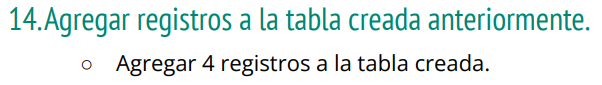 14.Agregar registros a la tabla creada anteriormente.
○ Agregar 4 registros a la tabla creada.